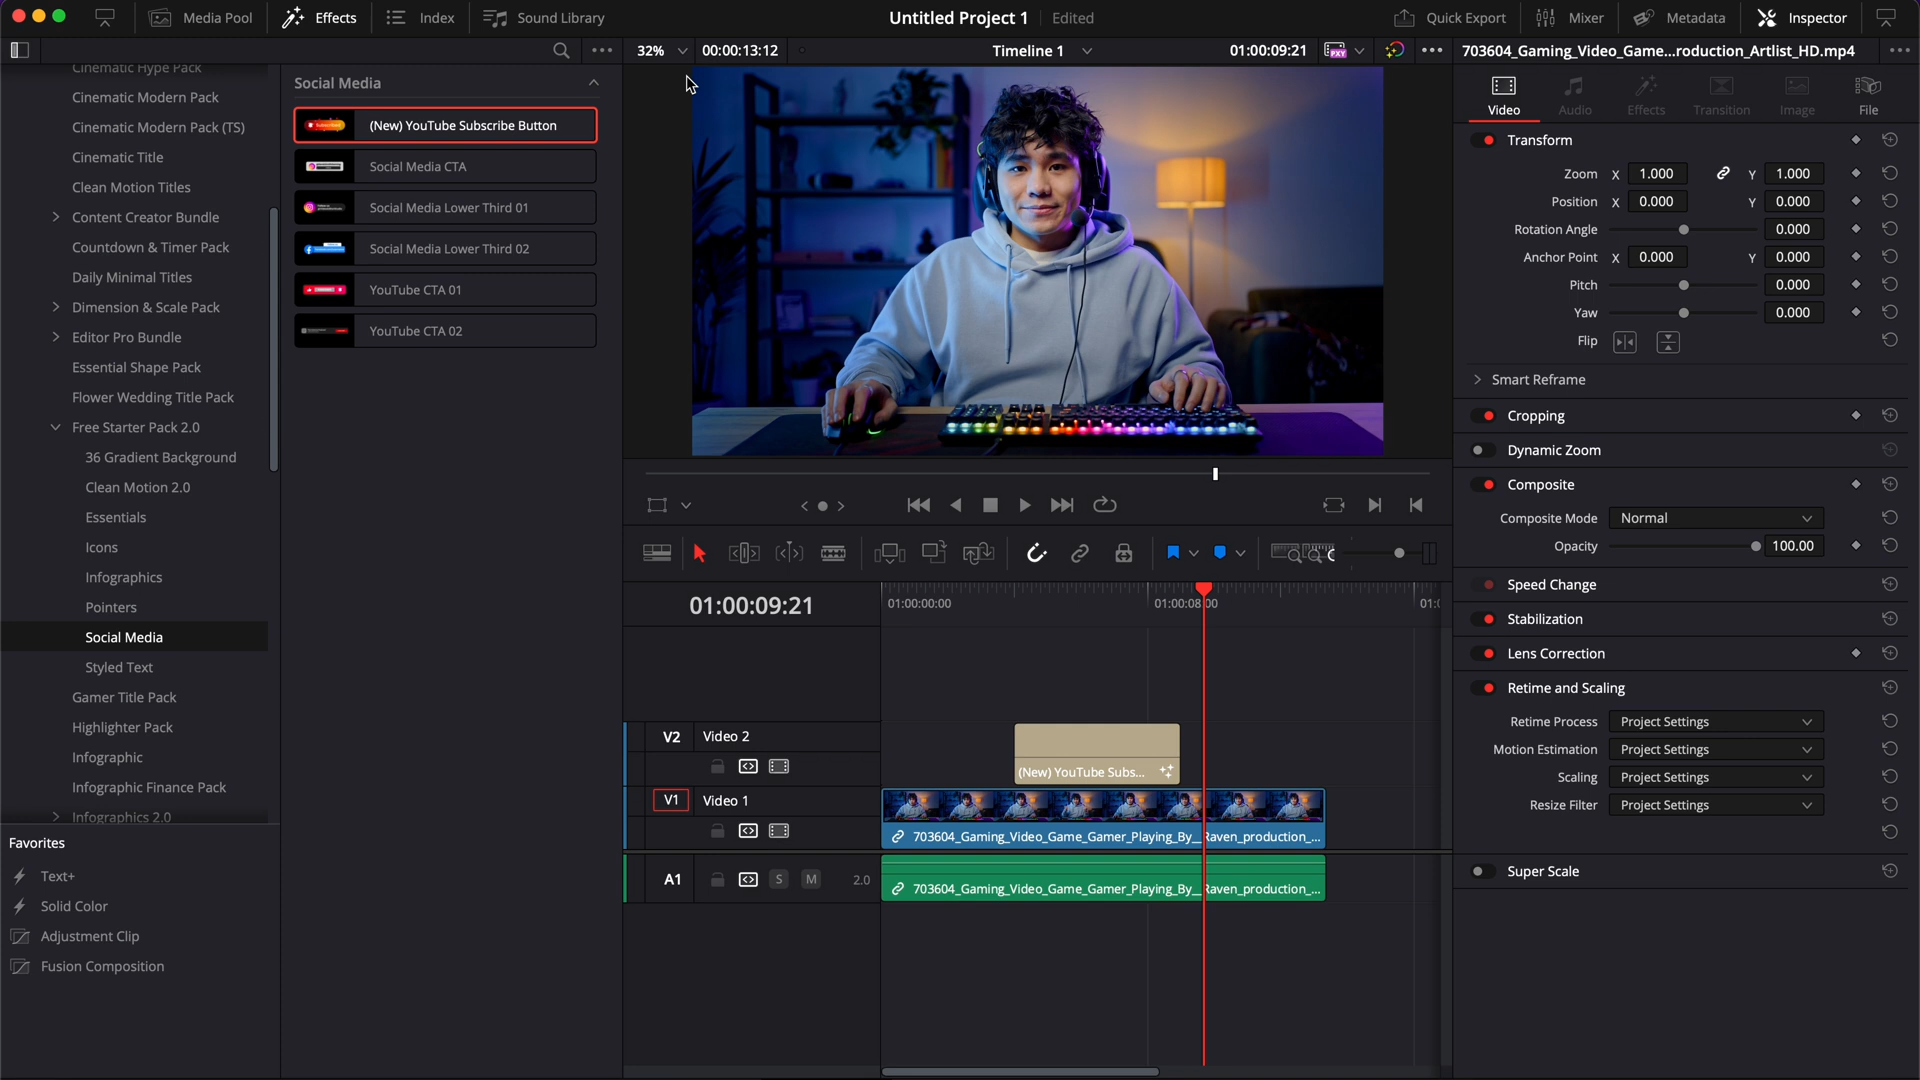 Media Pool
Effects
Index
Sound Library
Untitled Project 1
Edited
Quick Export
Mixer
Metadata
Inspector
32%
00:00:13:12
Timeline 1
01:00:09:21
PXY
703604_Gaming_Video_Game...roduction_Artlist_HD.mp4
Cinematic Hype Pack
Cinematic Modern Pack
Cinematic Modern Pack (TS)
Cinematic Title
Clean Motion Titles
Content Creator Bundle
Countdown & Timer Pack
Daily Minimal Titles
Dimension & Scale Pack
Editor Pro Bundle
Essential Shape Pack
Flower Wedding Title Pack
Free Starter Pack 2.0
36 Gradient Background
Clean Motion 2.0
Essentials
Icons
Infographics
Pointers
Social Media
Styled Text
Gamer Title Pack
Highlighter Pack
Infographic
Infographic Finance Pack
Infographics 2.0
Favorites
Text+
Solid Color
Adjustment Clip
Fusion Composition
Social Media
(New) YouTube Subscribe Button
Social Media CTA
Social Media Lower Third 01
Social Media Lower Third 02
YouTube CTA 01
YouTube CTA 02
01:00:09:21
01:00:00:00
01:00:08:00
V2 Video 2
(New) YouTube Subs...
V1 Video 1
703604_Gaming_Video_Game_Gamer_Playing_By__Raven_production_...
A1
S
M
2.0
703604_Gaming_Video_Game_Gamer_Playing_By__Raven_production_...
Video
Audio
Effects
Transition
Image
File
Transform
Zoom X 1.000 Y 1.000
Position X 0.000 Y 0.000
Rotation Angle 0.000
Anchor Point X 0.000 Y 0.000
Pitch 0.000
Yaw 0.000
Flip
Smart Reframe
Cropping
Dynamic Zoom
Composite
Composite Mode Normal
Opacity 100.00
Speed Change
Stabilization
Lens Correction
Retime and Scaling
Retime Process Project Settings
Motion Estimation Project Settings
Scaling Project Settings
Resize Filter Project Settings
Super Scale